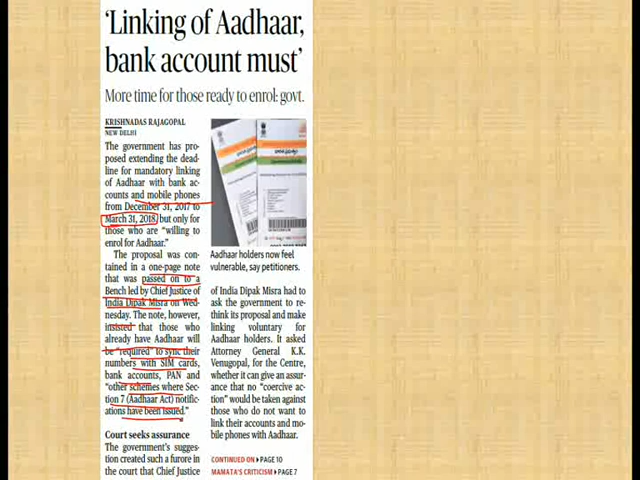 ‘Linking of Aadhaar,
bank account must’
More time for those ready to enrol: govt.
KRISHNADAS RAJAGOPAL
NEW DELHI
The government has pro-
posed extending the dead-
line for mandatory linking
of Aadhaar with bank ac-
counts and mobile phones
from December 31, 2017 to
March 31, 2018, but only for
those who are “willing to
enrol for Aadhaar.”
The proposal was con-
tained in a one-page note
that was passed on to a
Bench led by Chief Justice of
India Dipak Misra on Wed-
nesday. The note, however,
insisted that those who
already have Aadhaar will
be “required” to sync their
numbers with SIM cards,
bank accounts, PAN and
“other schemes where Sec-
tion 7 (Aadhaar Act) notific-
ations have been issued.”
Court seeks assurance
The government’s sugges-
tion created such a furore in
the court that Chief Justice
Aadhaar holders now feel
vulnerable, say petitioners.
of India Dipak Misra had to
ask the government to re-
think its proposal and make
linking voluntary for
Aadhaar holders. It asked
Attorney General K.K.
Venugopal, for the Centre,
whether it can give an assur-
ance that no “coercive ac-
tion” would be taken against
those who do not want to
link their accounts and mo-
bile phones with Aadhaar.
CONTINUED ON ▸ PAGE 10
MAMATA’S CRITICISM ▸ PAGE 7